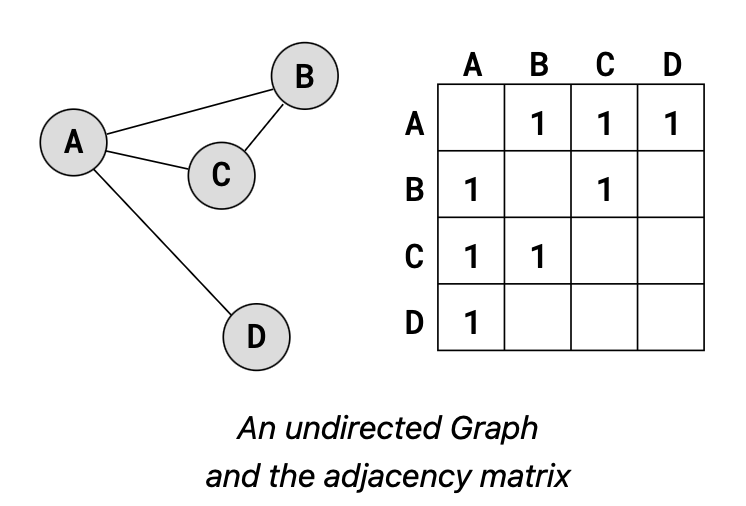 A
B
C
D
A B C D
A 1 1 1
B 1 1
C 1 1
D 1
An undirected Graph
and the adjacency matrix